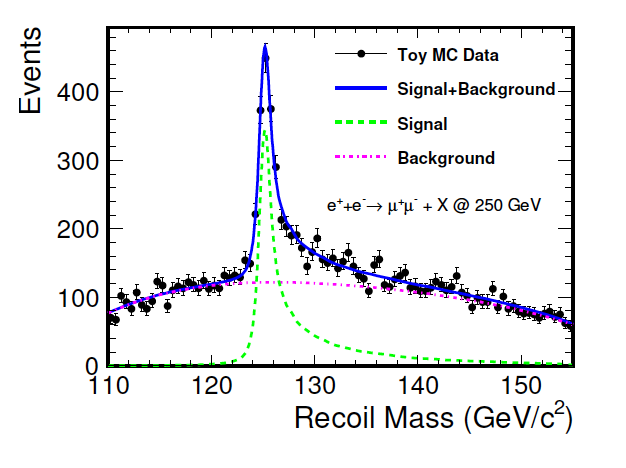 Events
400
300
200
100
0
110
120
130
140
150
Recoil Mass (GeV/c²)
Toy MC Data
Signal+Background
Signal
Background
e⁺+e⁻→ μ⁺μ⁻ + X @ 250 GeV